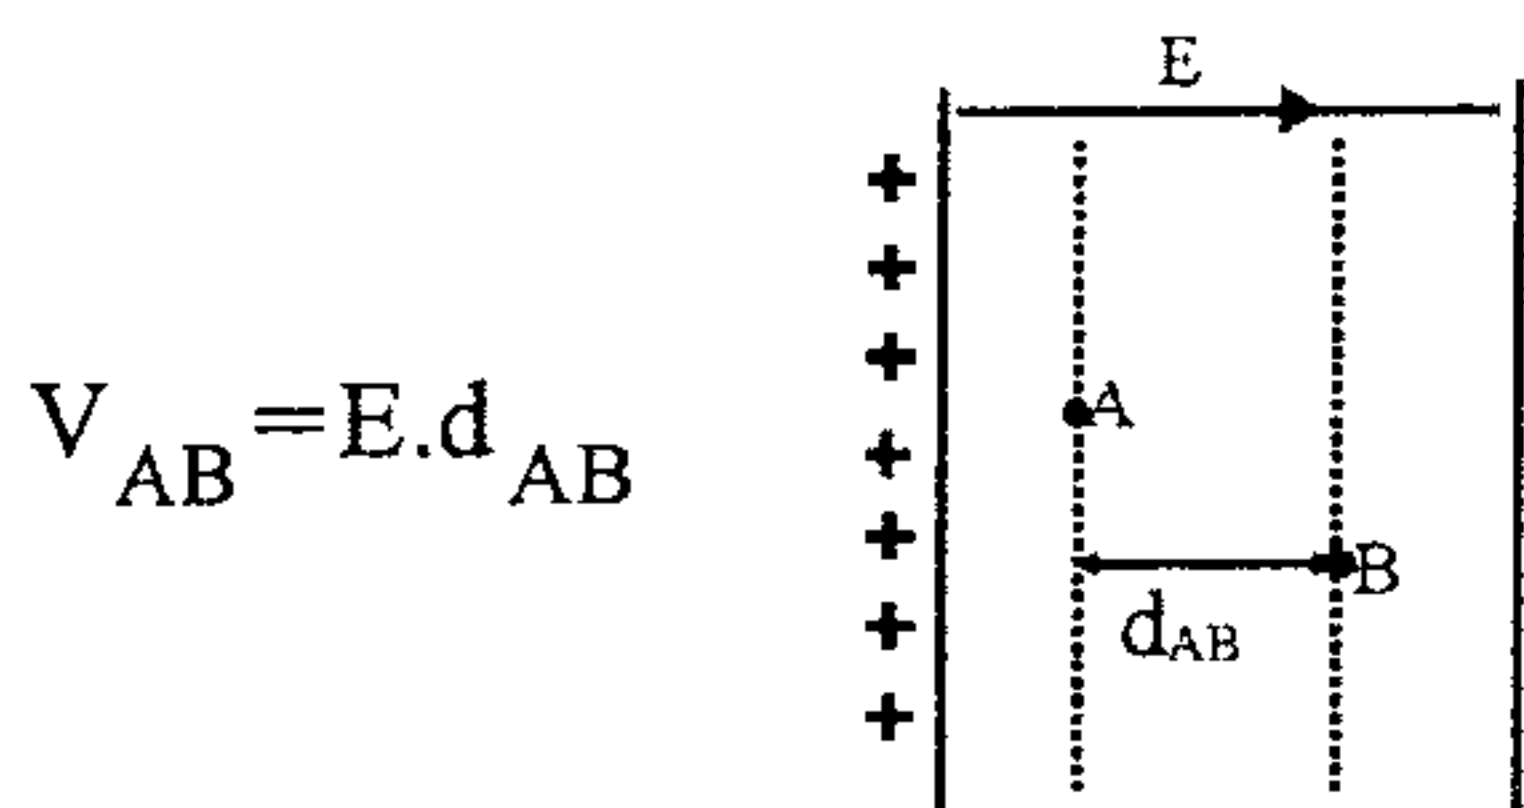 E
+
+
+
A
V_AB = E.d_AB
+
+
B
d_AB
+
+